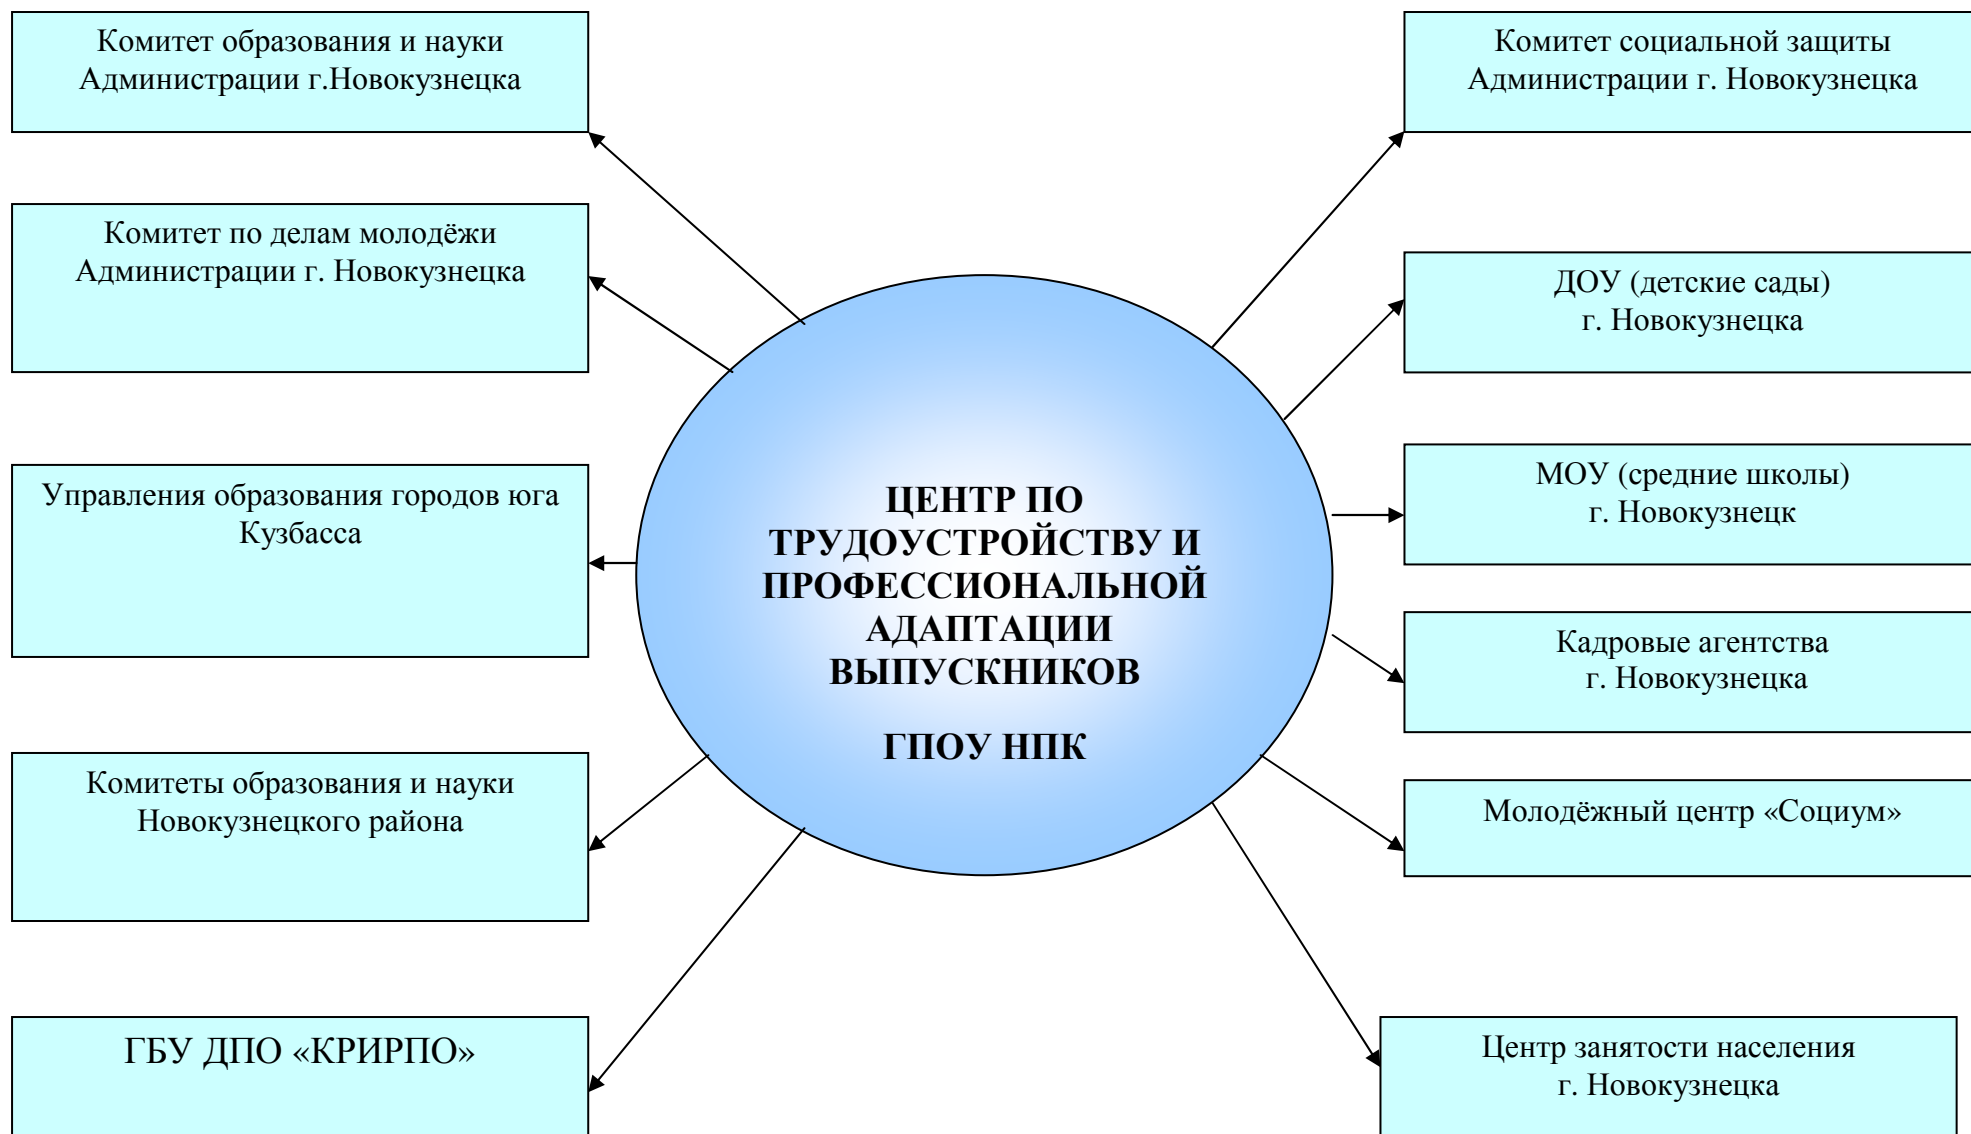 Комитет образования и науки
Администрации г.Новокузнецка
Комитет по делам молодёжи
Администрации г. Новокузнецка
Управления образования городов юга
Кузбасса
Комитеты образования и науки
Новокузнецкого района
ГБУ ДПО «КРИРПО»
ЦЕНТР ПО
ТРУДОУСТРОЙСТВУ И
ПРОФЕССИОНАЛЬНОЙ
АДАПТАЦИИ
ВЫПУСКНИКОВ
ГПОУ НПК
Комитет социальной защиты
Администрации г. Новокузнецка
ДОУ (детские сады)
г. Новокузнецка
МОУ (средние школы)
г. Новокузнецк
Кадровые агентства
г. Новокузнецка
Молодёжный центр «Социум»
Центр занятости населения
г. Новокузнецка